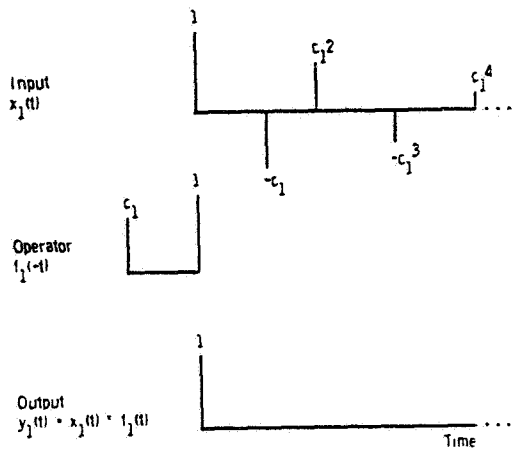 1
c₁²
Input
x₁(t)
c₁⁴
...
-c₁
-c₁³
c₁
1
Operator
f₁(-t)
1
Output
y₁(t) = x₁(t) * f₁(t)
...
Time